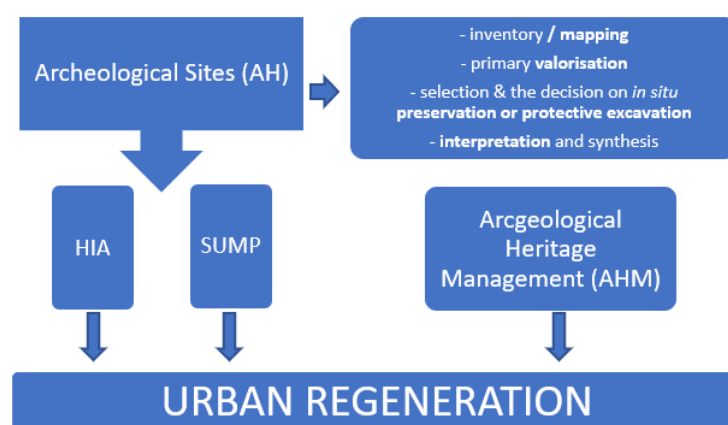 Archeological Sites (AH)
- inventory / mapping
- primary valorisation
- selection & the decision on in situ
preservation or protective excavation
- interpretation and synthesis
HIA
SUMP
Arcgeological
Heritage
Management (AHM)
URBAN REGENERATION